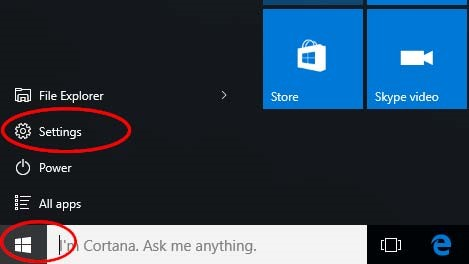 Store
Skype video
File Explorer
Settings
Power
All apps
I'm Cortana. Ask me anything.